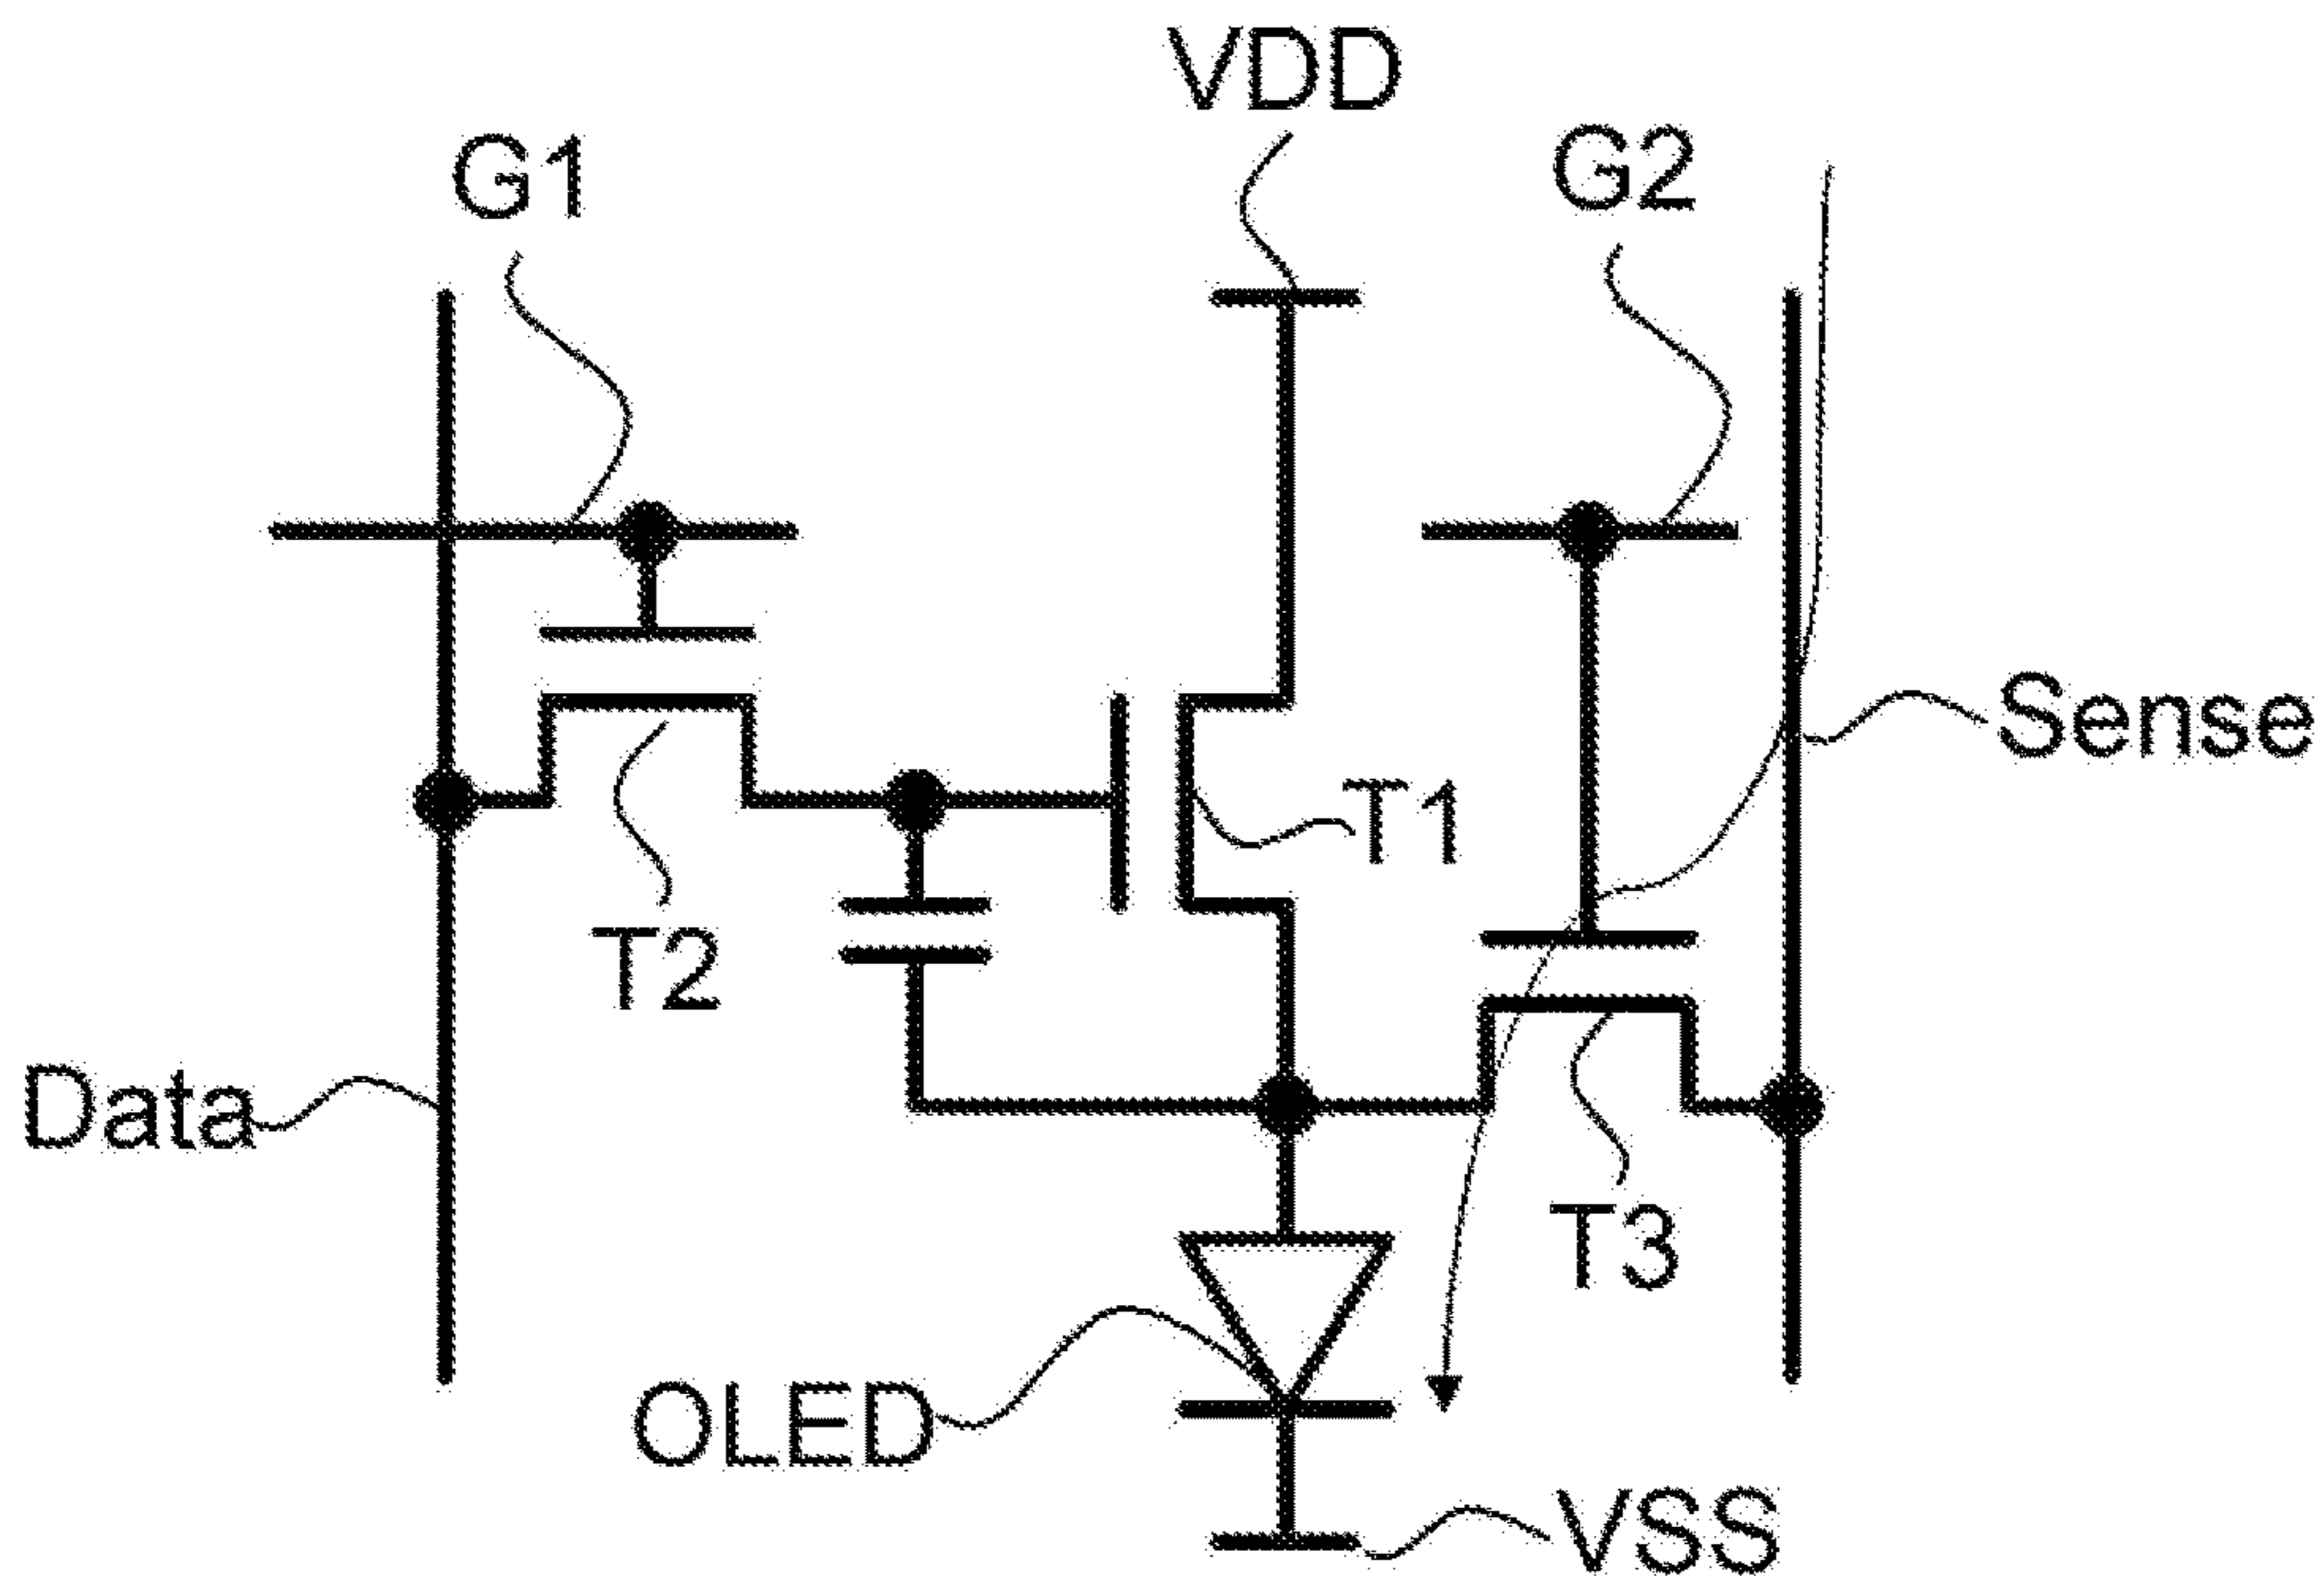 VDD
G1
G2
Sense
T1
T2
Data
T3
OLED
VSS